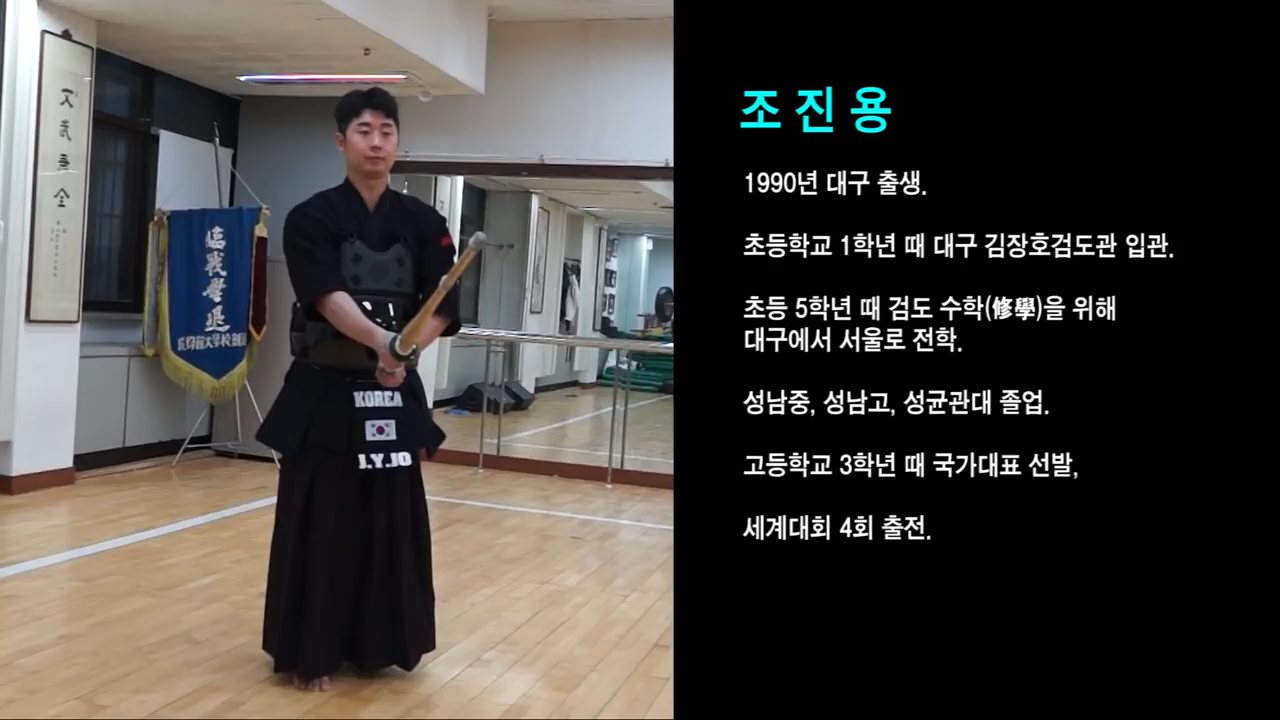 조진용
1990년 대구 출생.
초등학교 1학년 때 대구 김장호검도관 입관.
초등 5학년 때 검도 수학(修學)을 위해
대구에서 서울로 전학.
성남중, 성남고, 성균관대 졸업.
고등학교 3학년 때 국가대표 선발,
세계대회 4회 출전.
臨戰無退
KOREA
J.Y.JO